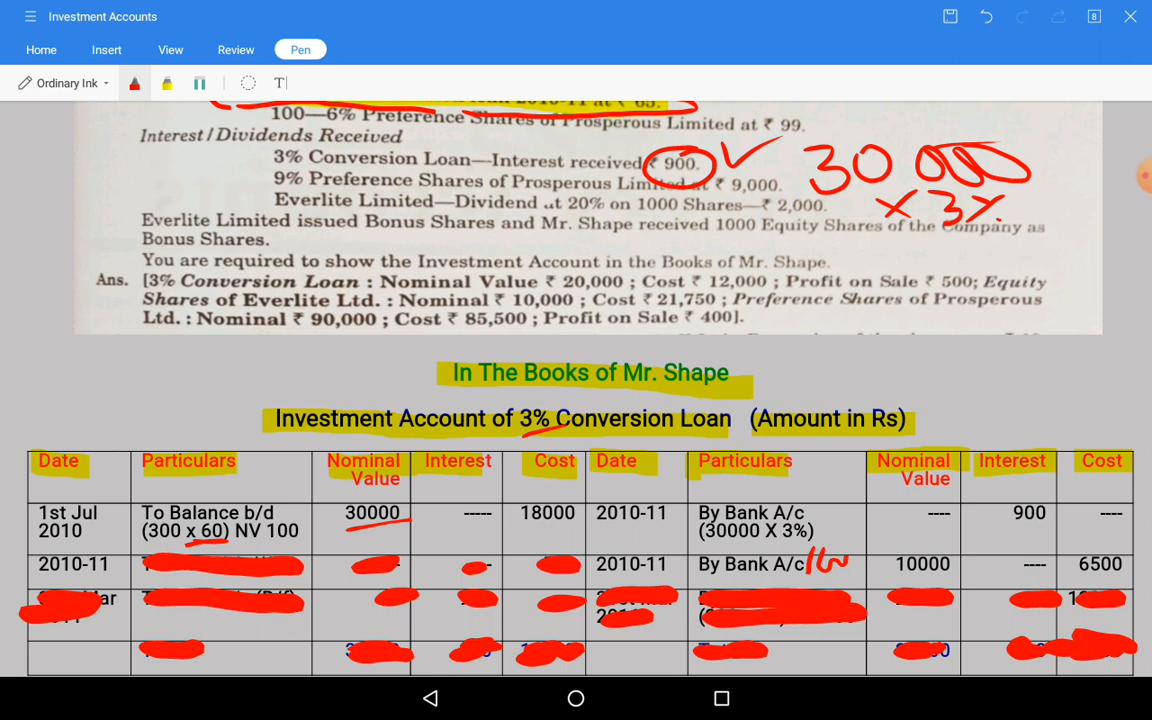 Investment Accounts
8
Home Insert View Review Pen
Ordinary Ink T
2010-11 at ₹ 65.
100—6% Preference Shares of Prosperous Limited at ₹ 99.
Interest/Dividends Received
3% Conversion Loan—Interest received ₹ 900.
9% Preference Shares of Prosperous Limited at ₹ 9,000.
Everlite Limited—Dividend at 20% on 1000 Shares—₹ 2,000.
30 000
x 3%
Everlite Limited issued Bonus Shares and Mr. Shape received 1000 Equity Shares of the Company as
Bonus Shares.
You are required to show the Investment Account in the Books of Mr. Shape.
Ans. [3% Conversion Loan : Nominal Value ₹ 20,000 ; Cost ₹ 12,000 ; Profit on Sale ₹ 500; Equity
Shares of Everlite Ltd. : Nominal ₹ 10,000 ; Cost ₹ 21,750 ; Preference Shares of Prosperous
Ltd. : Nominal ₹ 90,000 ; Cost ₹ 85,500 ; Profit on Sale ₹ 400].
In The Books of Mr. Shape
Investment Account of 3% Conversion Loan (Amount in Rs)
Date Particulars Nominal Value Interest Cost Date Particulars Nominal Value Interest Cost
1st Jul 2010 To Balance b/d (300 x 60) NV 100 30000 ----- 18000 2010-11 By Bank A/c (30000 X 3%) ---- 900 ----
2010-11 2010-11 By Bank A/c 100 10000 ---- 6500
Mar